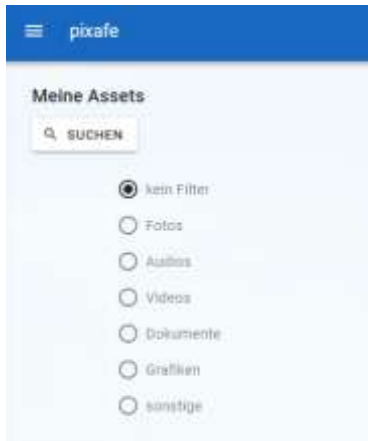 pixafe
Meine Assets
SUCHEN
kein Filter
Fotos
Audios
Videos
Dokumente
Grafiken
sonstige